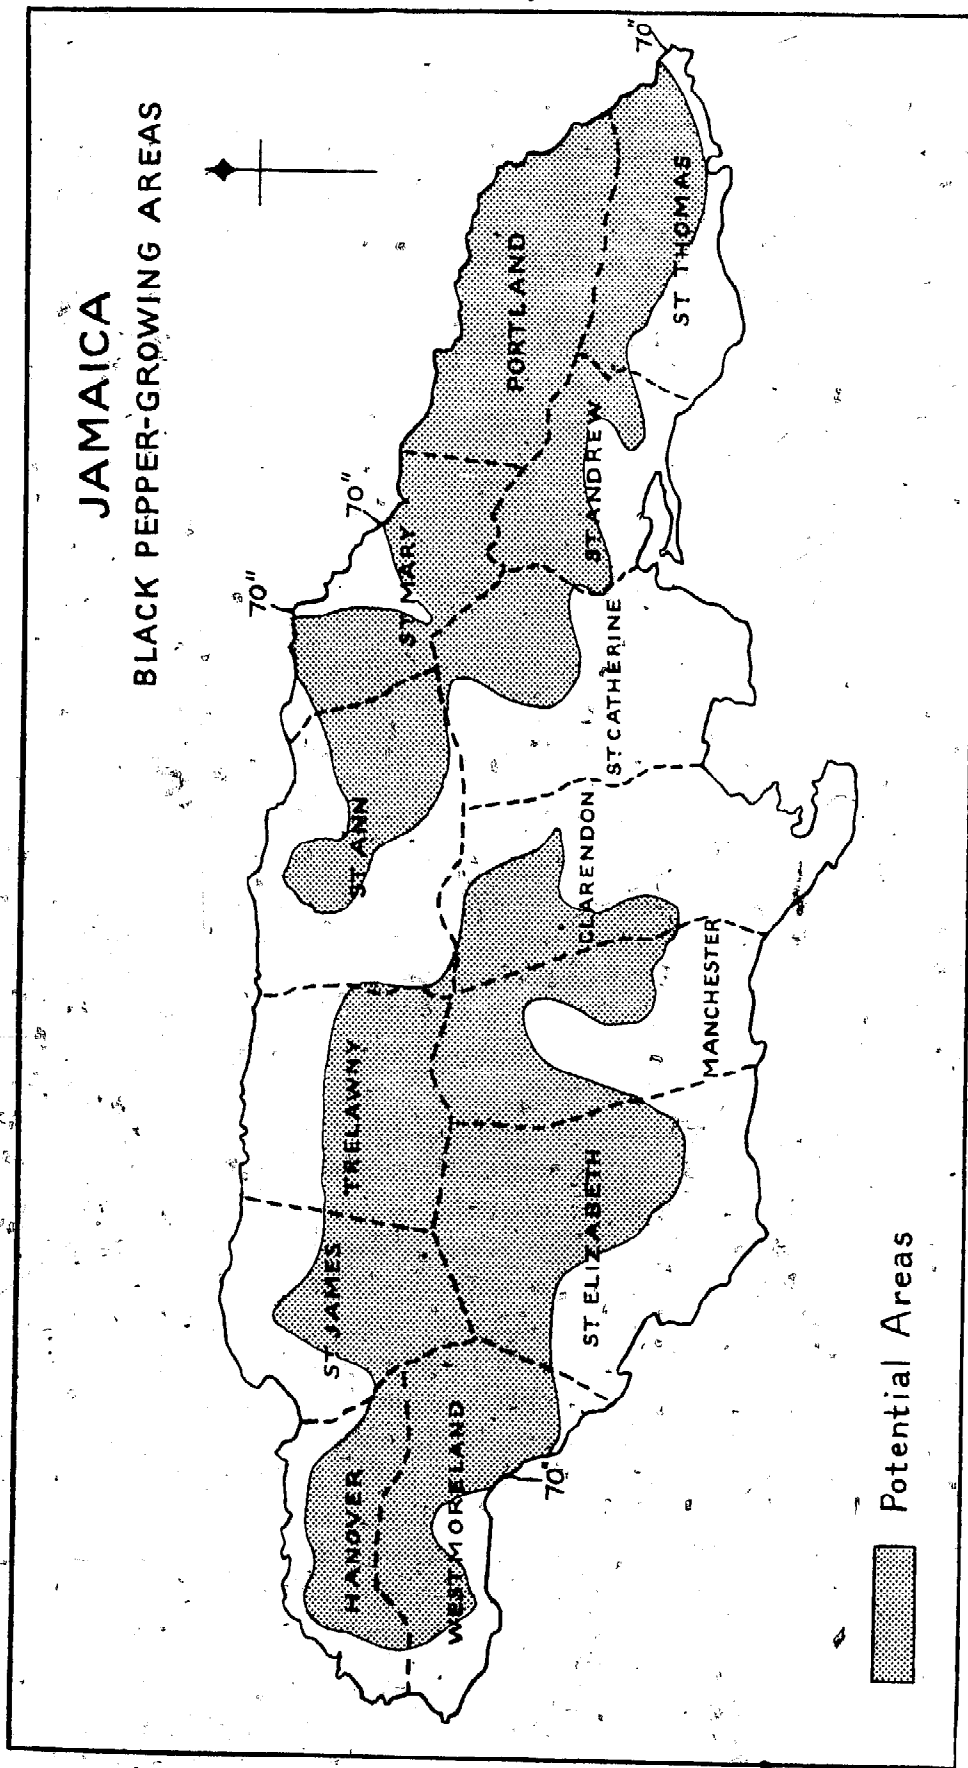 JAMAICA
BLACK PEPPER-GROWING AREAS
70"
70"
70"
70"
HANOVER
WESTMORELAND
ST JAMES
TRELAWNY
ST ELIZABETH
MANCHESTER
ST ANN
CLARENDON
ST MARY
ST CATHERINE
ST ANDREW
PORTLAND
ST THOMAS
Potential Areas